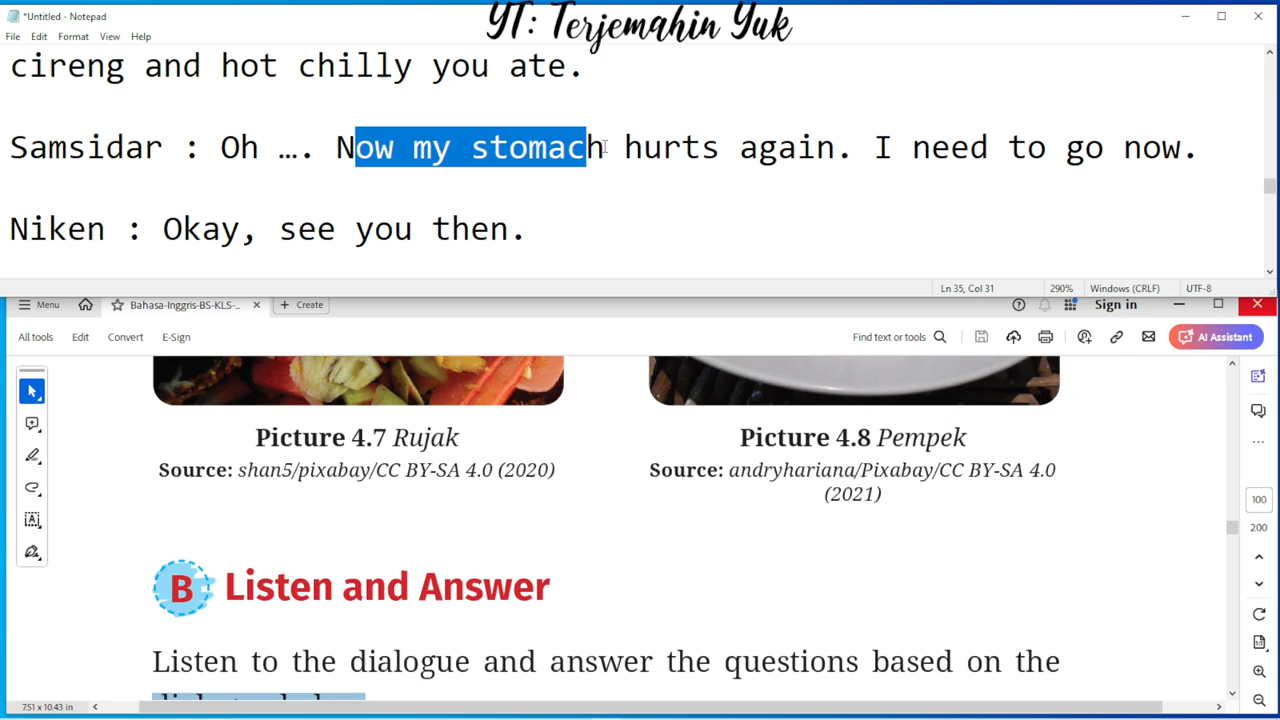 *Untitled - Notepad
YT: Terjemahin Yuk
File Edit Format View Help
cireng and hot chilly you ate.
Samsidar : Oh …. Now my stomach hurts again. I need to go now.
Niken : Okay, see you then.
Ln 35, Col 31 290% Windows (CRLF) UTF-8
Menu Bahasa-Inggris-BS-KLS-... Create Sign in
All tools Edit Convert E-Sign Find text or tools AI Assistant
Picture 4.7 Rujak
Source: shan5/pixabay/CC BY-SA 4.0 (2020)
Picture 4.8 Pempek
Source: andryhariana/Pixabay/CC BY-SA 4.0
(2021)
100
200
B Listen and Answer
Listen to the dialogue and answer the questions based on the
7.51 x 10.43 in